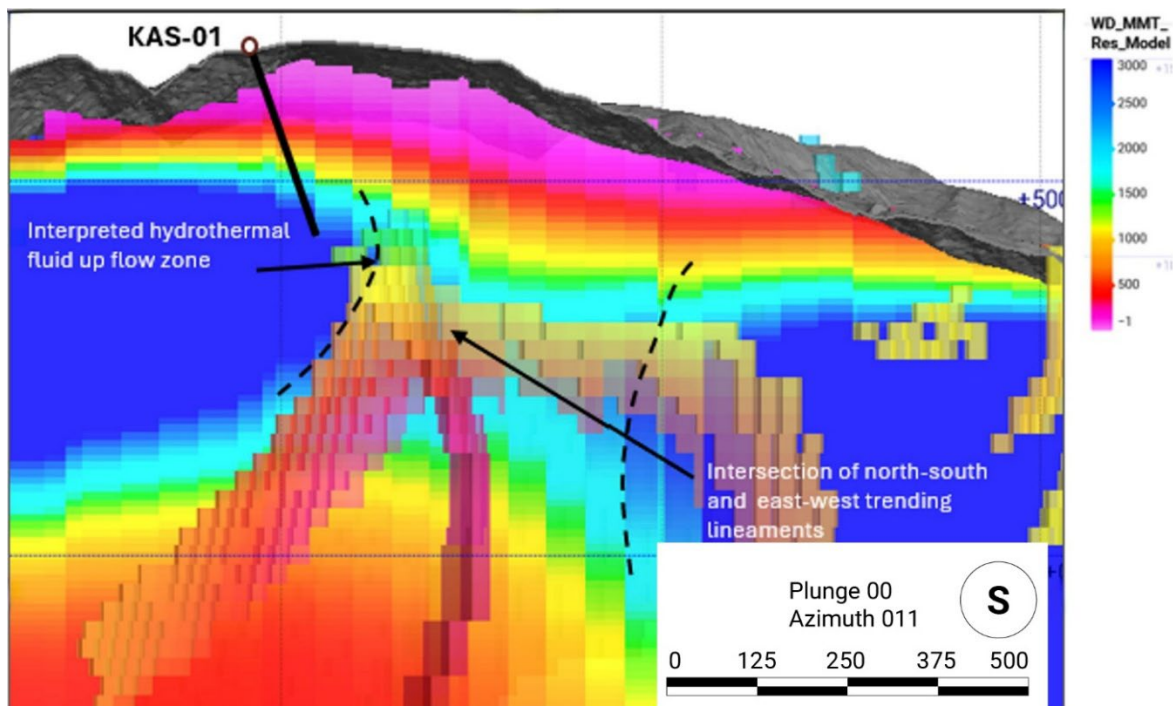 KAS-01
WD_MMT_
Res_Model
3000
2500
2000
1500
1000
500
-1
+500
Interpreted hydrothermal
fluid up flow zone
Intersection of north-south
and east-west trending
lineaments
Plunge 00
Azimuth 011
S
0 125 250 375 500